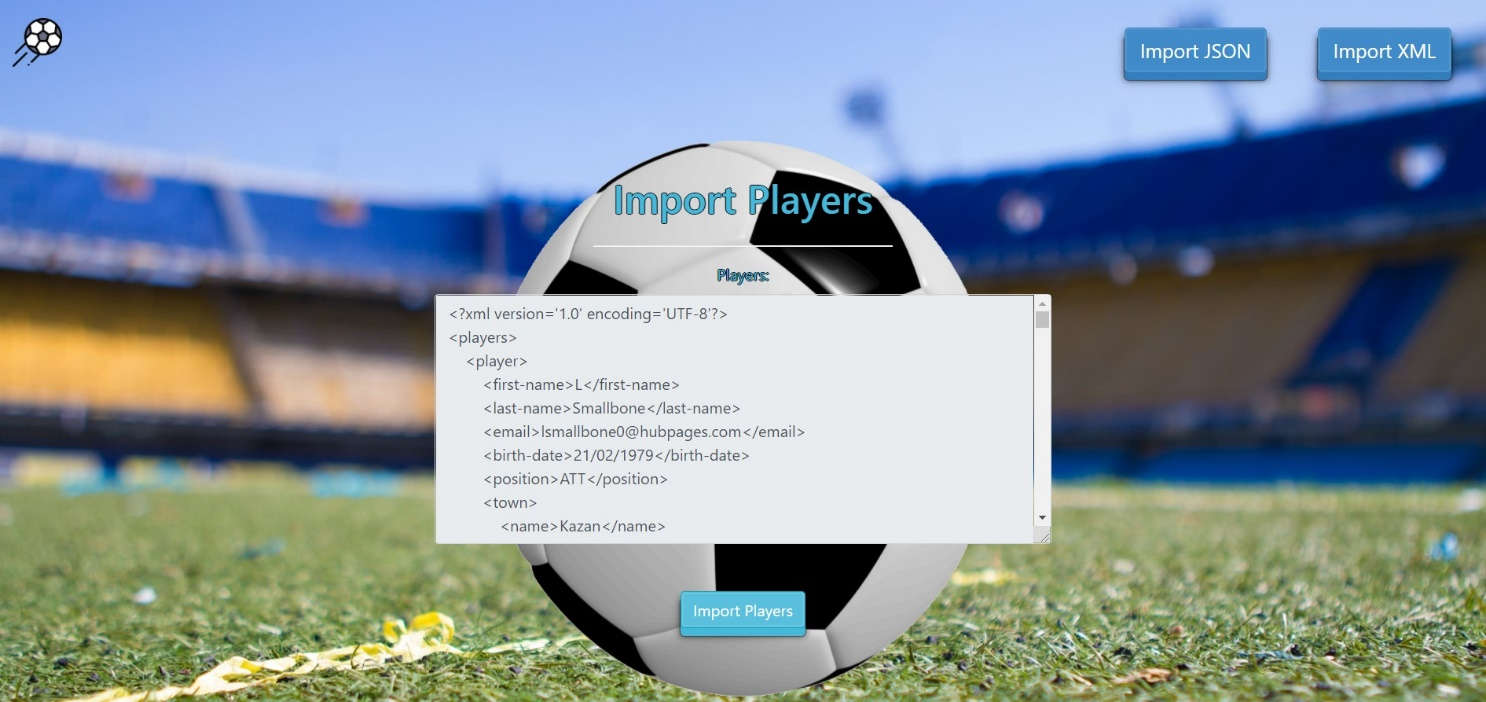 Import JSON
Import XML
Import Players
Players:
<?xml version='1.0' encoding='UTF-8'?>
<players>
<player>
<first-name>L</first-name>
<last-name>Smallbone</last-name>
<email>lsmallbone0@hubpages.com</email>
<birth-date>21/02/1979</birth-date>
<position>ATT</position>
<town>
<name>Kazan</name>
Import Players